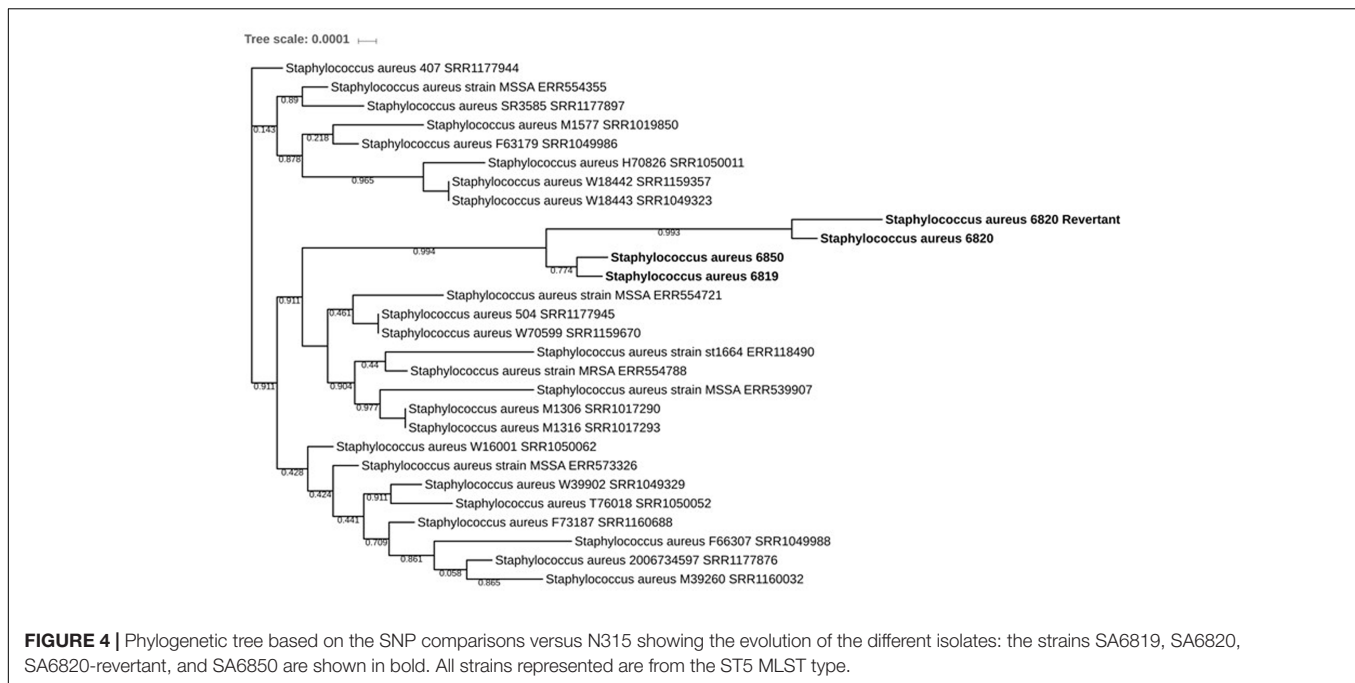 Tree scale: 0.0001
Staphylococcus aureus 407 SRR1177944
Staphylococcus aureus strain MSSA ERR554355
0.89
Staphylococcus aureus SR3585 SRR1177897
Staphylococcus aureus M1577 SRR1019850
0.143
0.218
Staphylococcus aureus F63179 SRR1049986
0.878
Staphylococcus aureus H70826 SRR1050011
0.965
Staphylococcus aureus W18442 SRR1159357
Staphylococcus aureus W18443 SRR1049323
Staphylococcus aureus 6820 Revertant
0.993
Staphylococcus aureus 6820
0.994
Staphylococcus aureus 6850
0.774
Staphylococcus aureus 6819
Staphylococcus aureus strain MSSA ERR554721
0.911
0.461
Staphylococcus aureus 504 SRR1177945
Staphylococcus aureus W70599 SRR1159670
Staphylococcus aureus strain st1664 ERR118490
0.44
Staphylococcus aureus strain MRSA ERR554788
0.911
0.904
Staphylococcus aureus strain MSSA ERR539907
0.977
Staphylococcus aureus M1306 SRR1017290
Staphylococcus aureus M1316 SRR1017293
Staphylococcus aureus W16001 SRR1050062
0.428
Staphylococcus aureus strain MSSA ERR573326
0.424
Staphylococcus aureus W39902 SRR1049329
0.911
Staphylococcus aureus T76018 SRR1050052
0.441
Staphylococcus aureus F73187 SRR1160688
0.709
Staphylococcus aureus F66307 SRR1049988
0.861
Staphylococcus aureus 2006734597 SRR1177876
0.058
0.865
Staphylococcus aureus M39260 SRR1160032
FIGURE 4 | Phylogenetic tree based on the SNP comparisons versus N315 showing the evolution of the different isolates: the strains SA6819, SA6820,
SA6820-revertant, and SA6850 are shown in bold. All strains represented are from the ST5 MLST type.